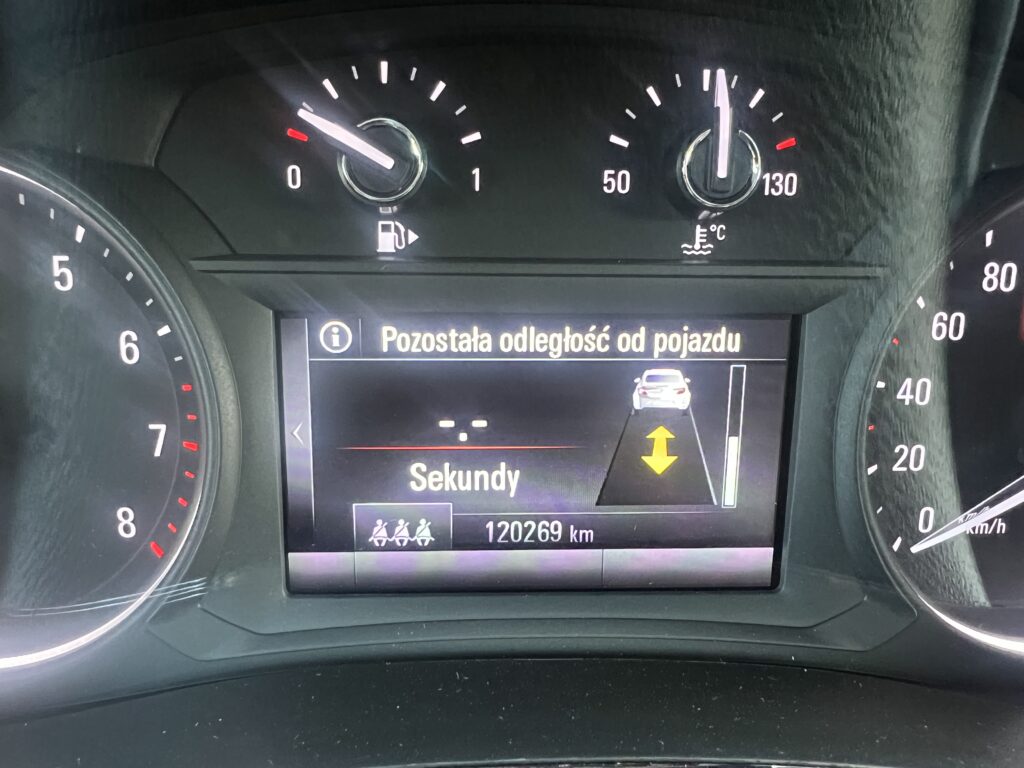 0 1 50 130
°C
5
6
7
8
Pozostała odległość od pojazdu
-.-
Sekundy
120269 km
80
60
40
20
0
km/h